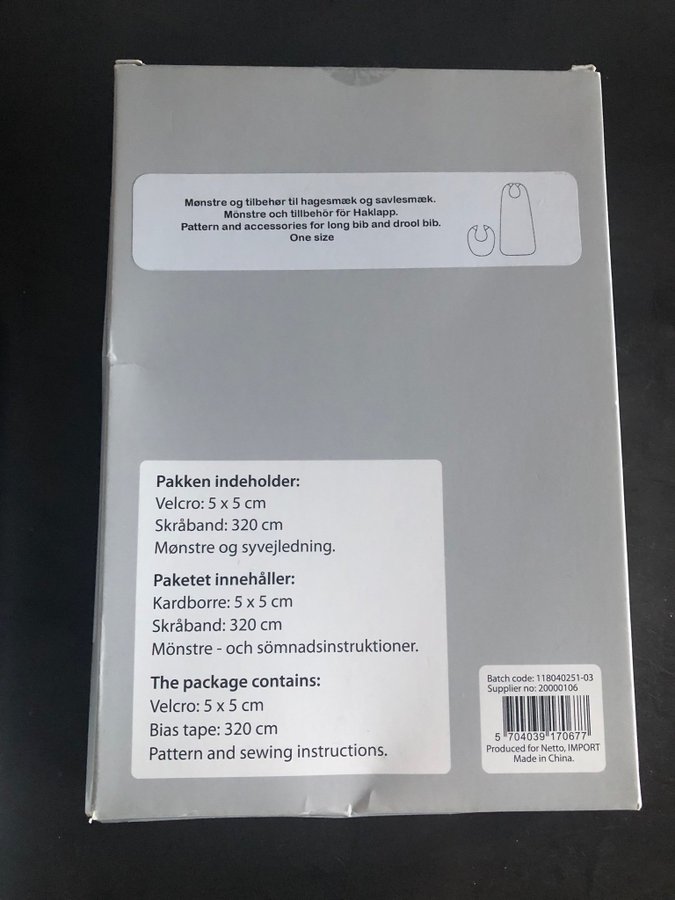 Mønstre og tilbehør til hagesmæk og savlesmæk.
Mönstre och tillbehör för Haklapp.
Pattern and accessories for long bib and drool bib.
One size
Pakken indeholder:
Velcro: 5 x 5 cm
Skråband: 320 cm
Mønstre og syvejledning.
Paketet innehåller:
Kardborre: 5 x 5 cm
Skråband: 320 cm
Mönstre - och sömnadsinstruktioner.
The package contains:
Velcro: 5 x 5 cm
Bias tape: 320 cm
Pattern and sewing instructions.
Batch code: 118040251-03
Supplier no: 20000106
5 704039 170677
Produced for Netto, IMPORT
Made in China.